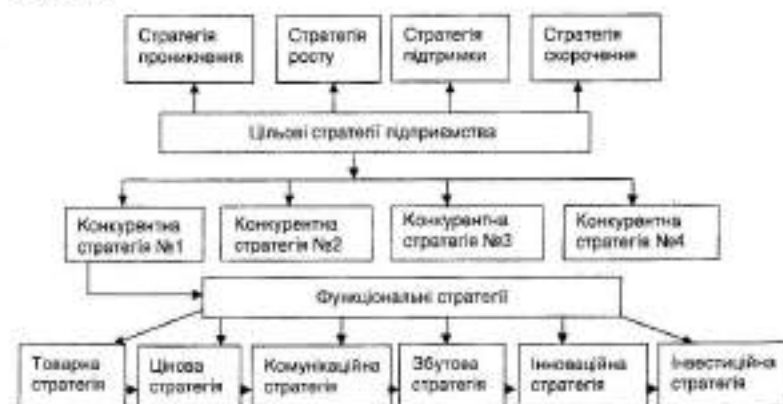 Стратегія
проникнення
Стратегія
росту
Стратегія
підтримки
Стратегія
скорочення
Цільові стратегії підприємства
Конкурентна
стратегія №1
Конкурентна
стратегія №2
Конкурентна
стратегія №3
Конкурентна
стратегія №4
Функціональні стратегії
Товарна
стратегія
Цінова
стратегія
Комунікаційна
стратегія
Збутова
стратегія
Інноваційна
стратегія
Інвестиційна
стратегія